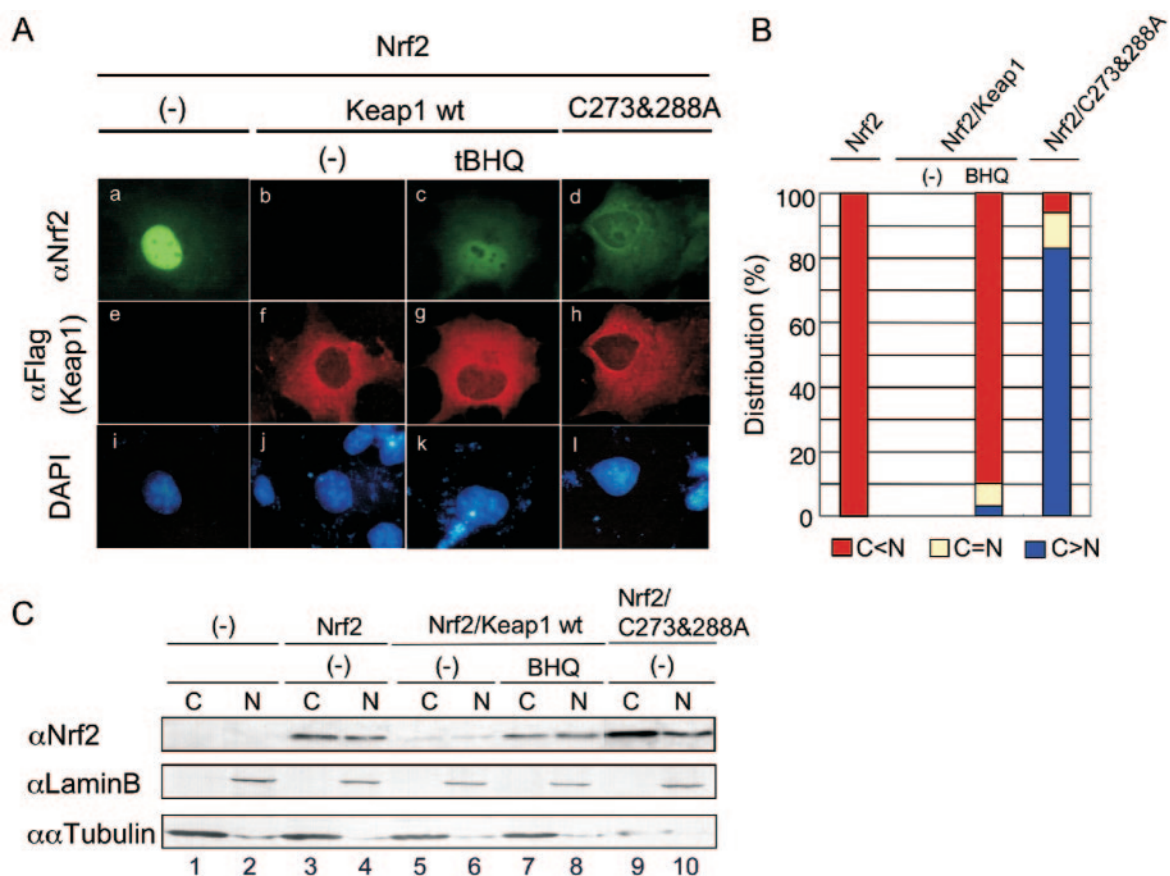 A
Nrf2
(-) Keap1 wt C273&288A
(-) tBHQ
αNrf2
a b c d
αFlag
(Keap1)
e f g h
DAPI
i j k l
B
Nrf2 Nrf2/Keap1 Nrf2/C273&288A
(-) BHQ
Distribution (%)
100
80
60
40
20
0
C<N C=N C>N
C
(-) Nrf2 Nrf2/Keap1 wt Nrf2/
C273&288A
(-) (-) BHQ (-)
C N C N C N C N C N
αNrf2
αLaminB
ααTubulin
1 2 3 4 5 6 7 8 9 10